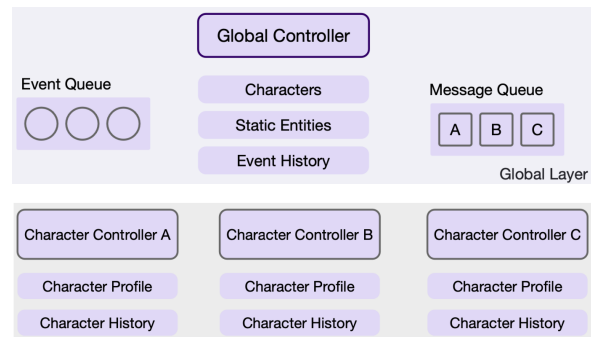 Global Controller
Event Queue
Characters
Message Queue
Static Entities
A B C
Event History
Global Layer
Character Controller A
Character Controller B
Character Controller C
Character Profile
Character Profile
Character Profile
Character History
Character History
Character History